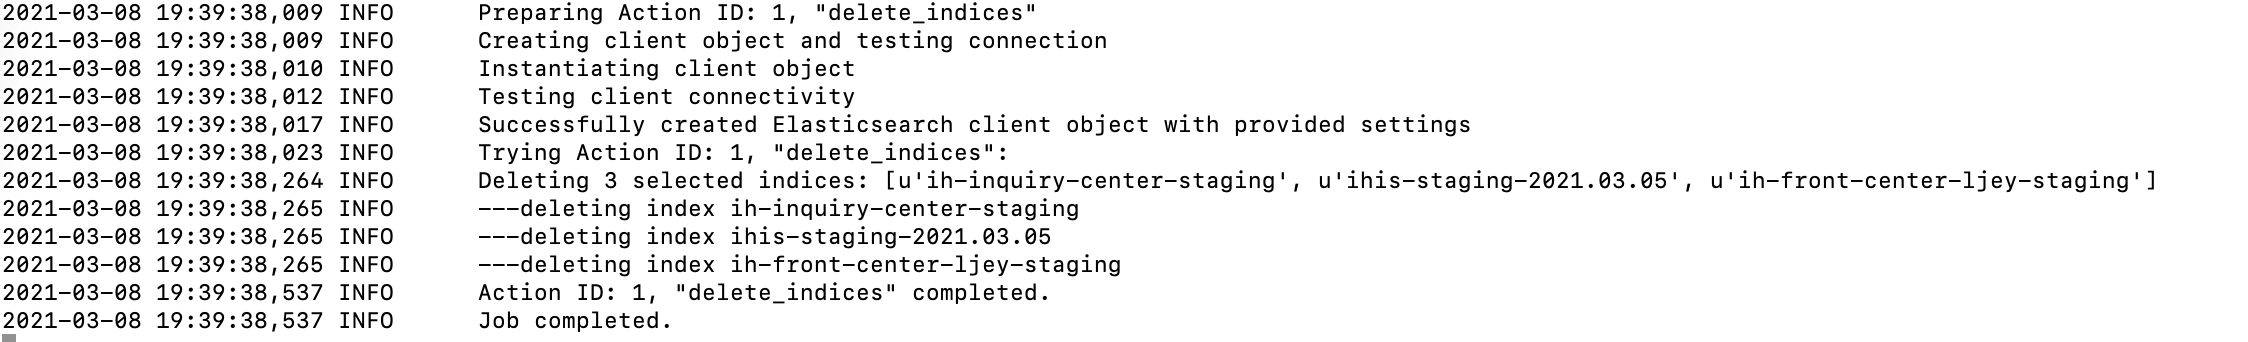 2021-03-08 19:39:38,009 INFO      Preparing Action ID: 1, "delete_indices"
2021-03-08 19:39:38,009 INFO      Creating client object and testing connection
2021-03-08 19:39:38,010 INFO      Instantiating client object
2021-03-08 19:39:38,012 INFO      Testing client connectivity
2021-03-08 19:39:38,017 INFO      Successfully created Elasticsearch client object with provided settings
2021-03-08 19:39:38,023 INFO      Trying Action ID: 1, "delete_indices":
2021-03-08 19:39:38,264 INFO      Deleting 3 selected indices: [u'ih-inquiry-center-staging', u'ihis-staging-2021.03.05', u'ih-front-center-ljey-staging']
2021-03-08 19:39:38,265 INFO      ---deleting index ih-inquiry-center-staging
2021-03-08 19:39:38,265 INFO      ---deleting index ihis-staging-2021.03.05
2021-03-08 19:39:38,265 INFO      ---deleting index ih-front-center-ljey-staging
2021-03-08 19:39:38,537 INFO      Action ID: 1, "delete_indices" completed.
2021-03-08 19:39:38,537 INFO      Job completed.